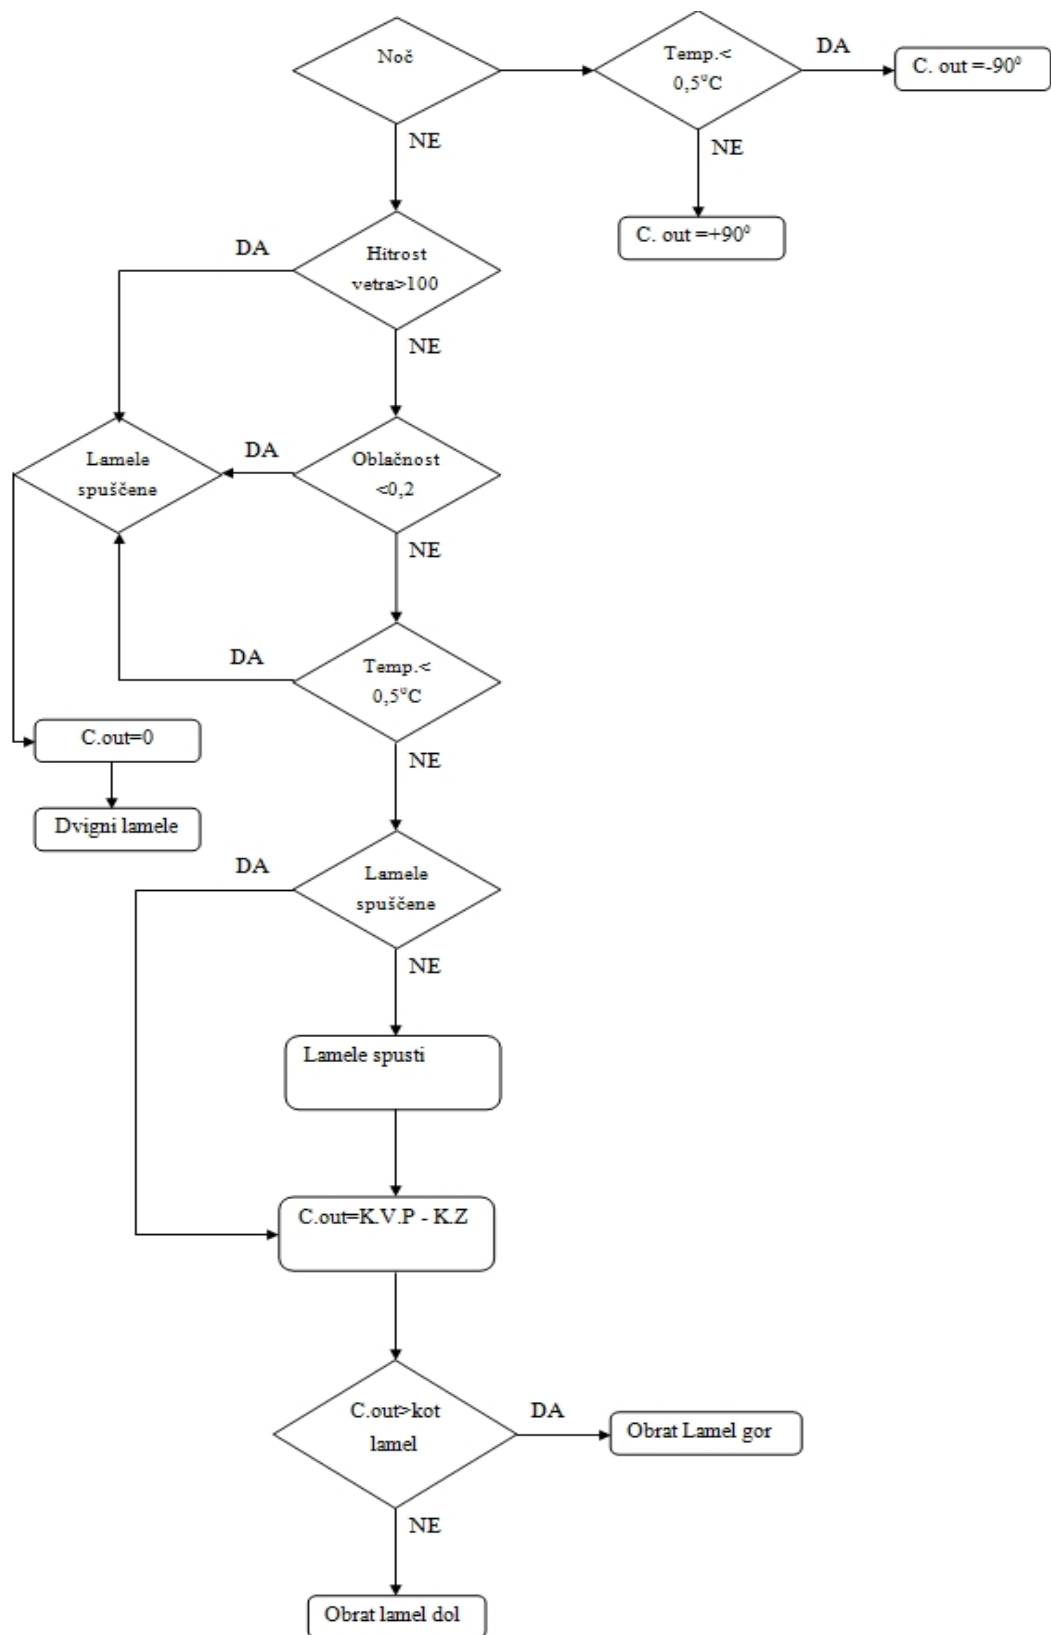 Noč
Temp.<
0,5°C
DA
C. out =-90⁰
NE
NE
C. out =+90⁰
DA
Hitrost
vetra>100
NE
Lamele
spuščene
DA
Oblačnost
<0,2
NE
DA
Temp.<
0,5°C
C.out=0
NE
Dvigni lamele
DA
Lamele
spuščene
NE
Lamele spusti
C.out=K.V.P - K.Z
C.out>kot
lamel
DA
Obrat Lamel gor
NE
Obrat lamel dol